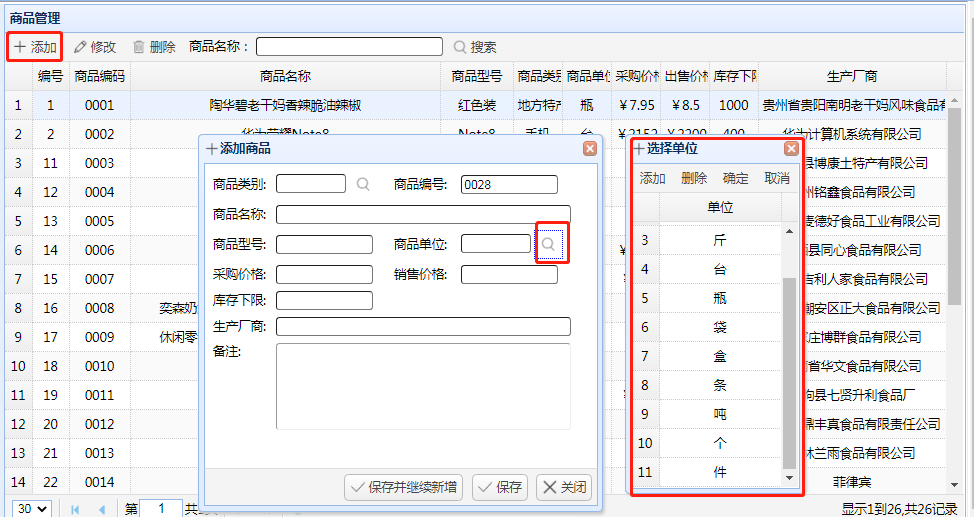 商品管理
添加 修改 删除 商品名称： 搜索
编号 商品编码 商品名称 商品型号 商品类别 商品单位 采购价格 出售价格 库存下限 生产厂商
1 1 0001 陶华碧老干妈香辣脆油辣椒 红色装 地方特产 瓶 ￥7.95 ￥8.5 1000 贵州省贵阳南明老干妈风味食品有
2 2 0002 华为荣耀Note8 Note8 手机 台 ￥2152 ￥2200 400 华为计算机系统有限公司
3 11 0003 县博康土特产有限公司
4 12 0004 州铭鑫食品有限公司
5 13 0005 麦德好食品工业有限公司
6 14 0006 县同心食品有限公司
7 15 0007 吉利人家食品有限公司
8 16 0008 奕森奶 潮安区正大食品有限公司
9 17 0009 休闲零 庄博群食品有限公司
10 18 0010 省华文食品有限公司
11 19 0011 向县七贤升利食品厂
12 20 0012 鼎丰真食品有限责任公司
13 21 0013 林兰雨食品有限公司
14 22 0014 菲律宾
30 第 1 共 显示1到26,共26记录
添加商品
商品类别: 商品编号: 0028
商品名称:
商品型号: 商品单位:
采购价格: 销售价格:
库存下限:
生产厂商:
备注:
保存并继续新增 保存 关闭
选择单位
添加 删除 确定 取消
单位
3 斤
4 台
5 瓶
6 袋
7 盒
8 条
9 吨
10 个
11 件